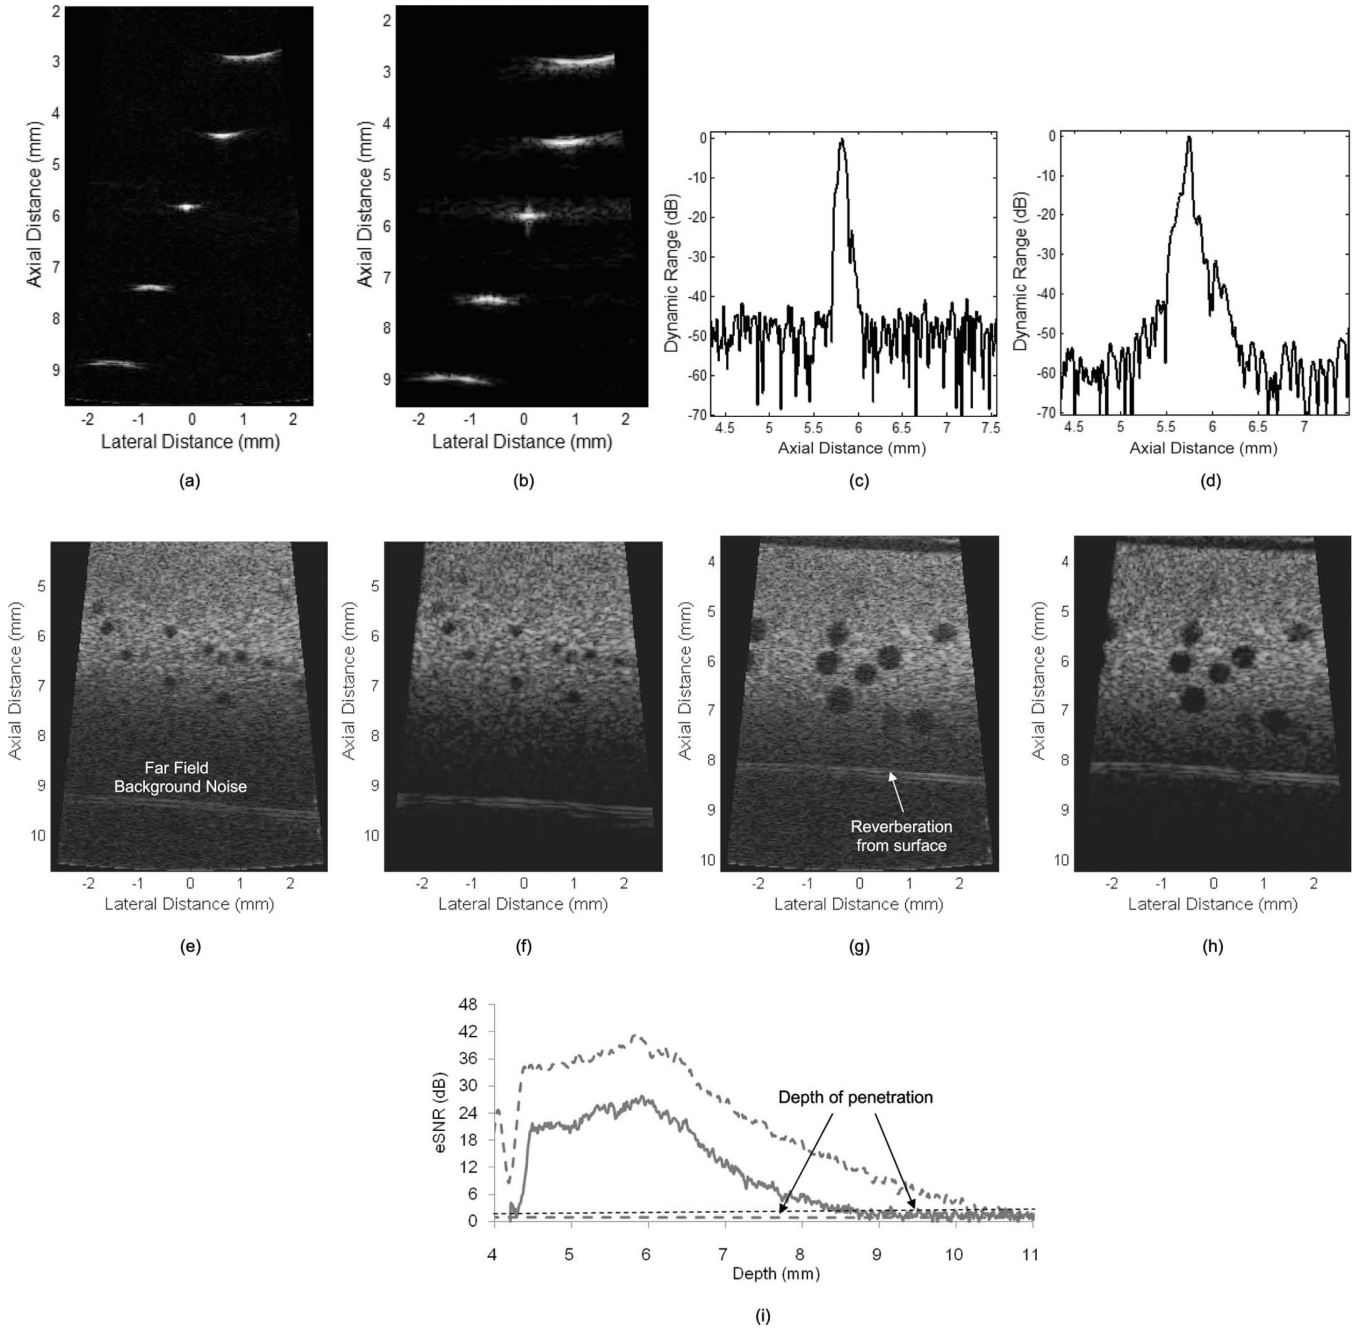 2
3
4
5
6
7
8
9
Axial Distance (mm)
-2 -1 0 1 2
Lateral Distance (mm)
(a)
2
3
4
5
6
7
8
9
Axial Distance (mm)
-2 -1 0 1 2
Lateral Distance (mm)
(b)
0
-10
-20
-30
-40
-50
-60
-70
Dynamic Range (dB)
4.5 5 5.5 6 6.5 7 7.5
Axial Distance (mm)
(c)
0
-10
-20
-30
-40
-50
-60
-70
Dynamic Range (dB)
4.5 5 5.5 6 6.5 7
Axial Distance (mm)
(d)
5
6
7
8
9
10
Axial Distance (mm)
Far Field
Background Noise
-2 -1 0 1 2
Lateral Distance (mm)
(e)
5
6
7
8
9
10
Axial Distance (mm)
-2 -1 0 1 2
Lateral Distance (mm)
(f)
4
5
6
7
8
9
10
Axial Distance (mm)
Reverberation
from surface
-2 -1 0 1 2
Lateral Distance (mm)
(g)
4
5
6
7
8
9
10
Axial Distance (mm)
-2 -1 0 1 2
Lateral Distance (mm)
(h)
48
42
36
30
24
18
12
6
0
eSNR (dB)
Depth of penetration
4 5 6 7 8 9 10 11
Depth (mm)
(i)